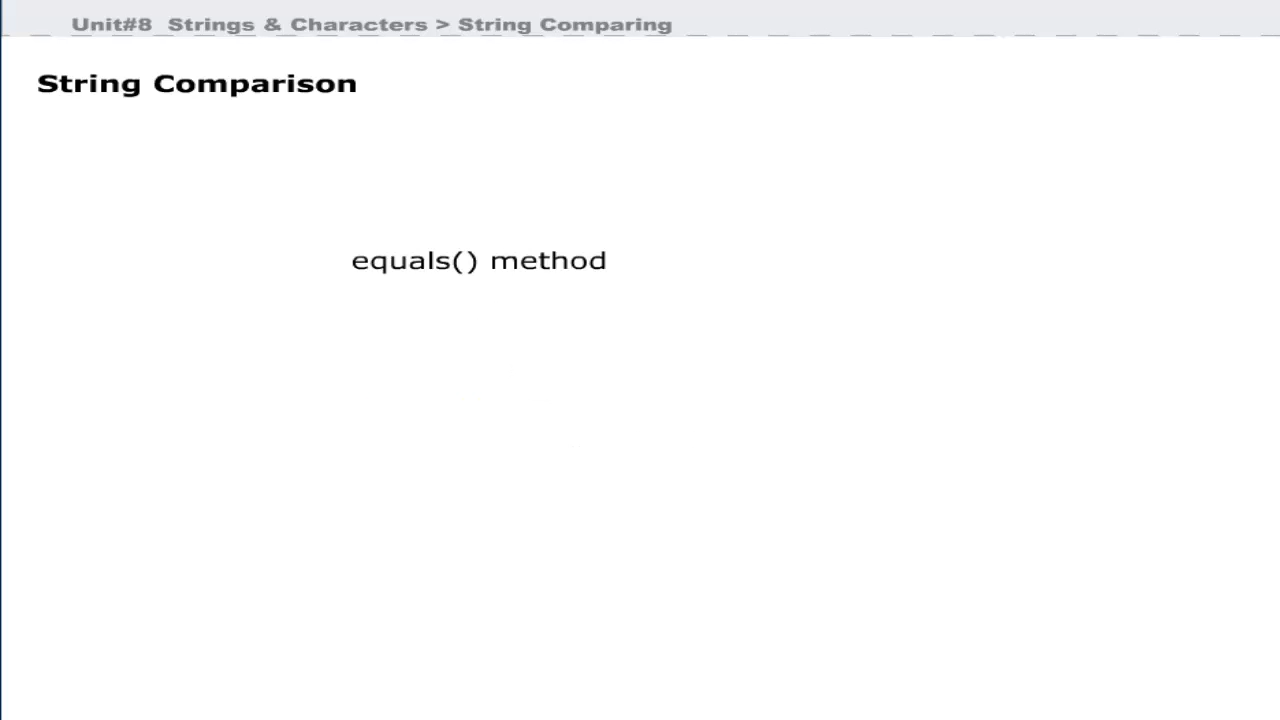 Unit#8 Strings & Characters > String Comparing
String Comparison
equals() method